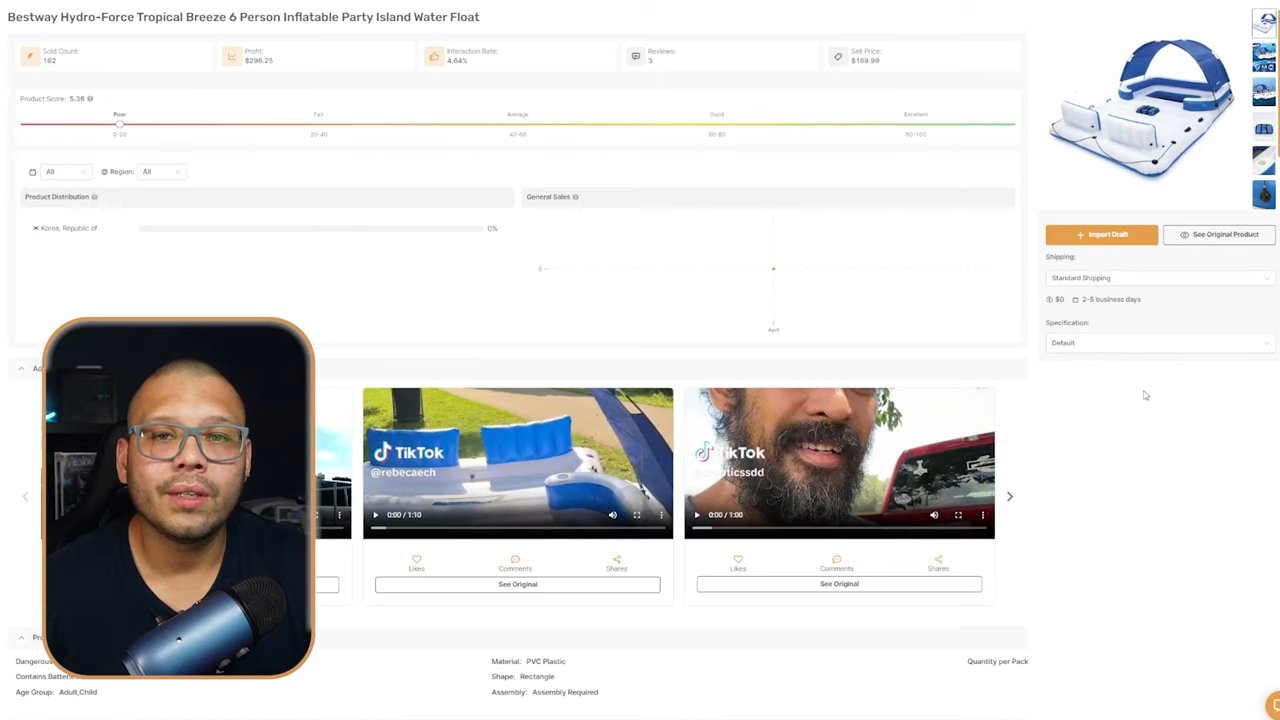 Bestway Hydro-Force Tropical Breeze 6 Person Inflatable Party Island Water Float
Sold Count:
162
Profit:
$296.25
Interaction Rate:
4.64%
Reviews:
3
Sell Price:
$169.99
Product Score: 5.36
Poor
Fair
Average
Good
Excellent
0-20
20-40
40-60
60-80
80-100
All
Region:
All
Product Distribution
General Sales
Korea, Republic of
0%
0
April
Import Draft
See Original Product
Shipping:
Standard Shipping
$0
2-5 business days
Specification:
Default
TikTok
@rebecaech
0:00 / 1:10
TikTok
0:00 / 1:00
Likes
Comments
Shares
See Original
Likes
Comments
Shares
See Original
Material: PVC Plastic
Quantity per Pack
Shape: Rectangle
Age Group: Adult,Child
Assembly: Assembly Required